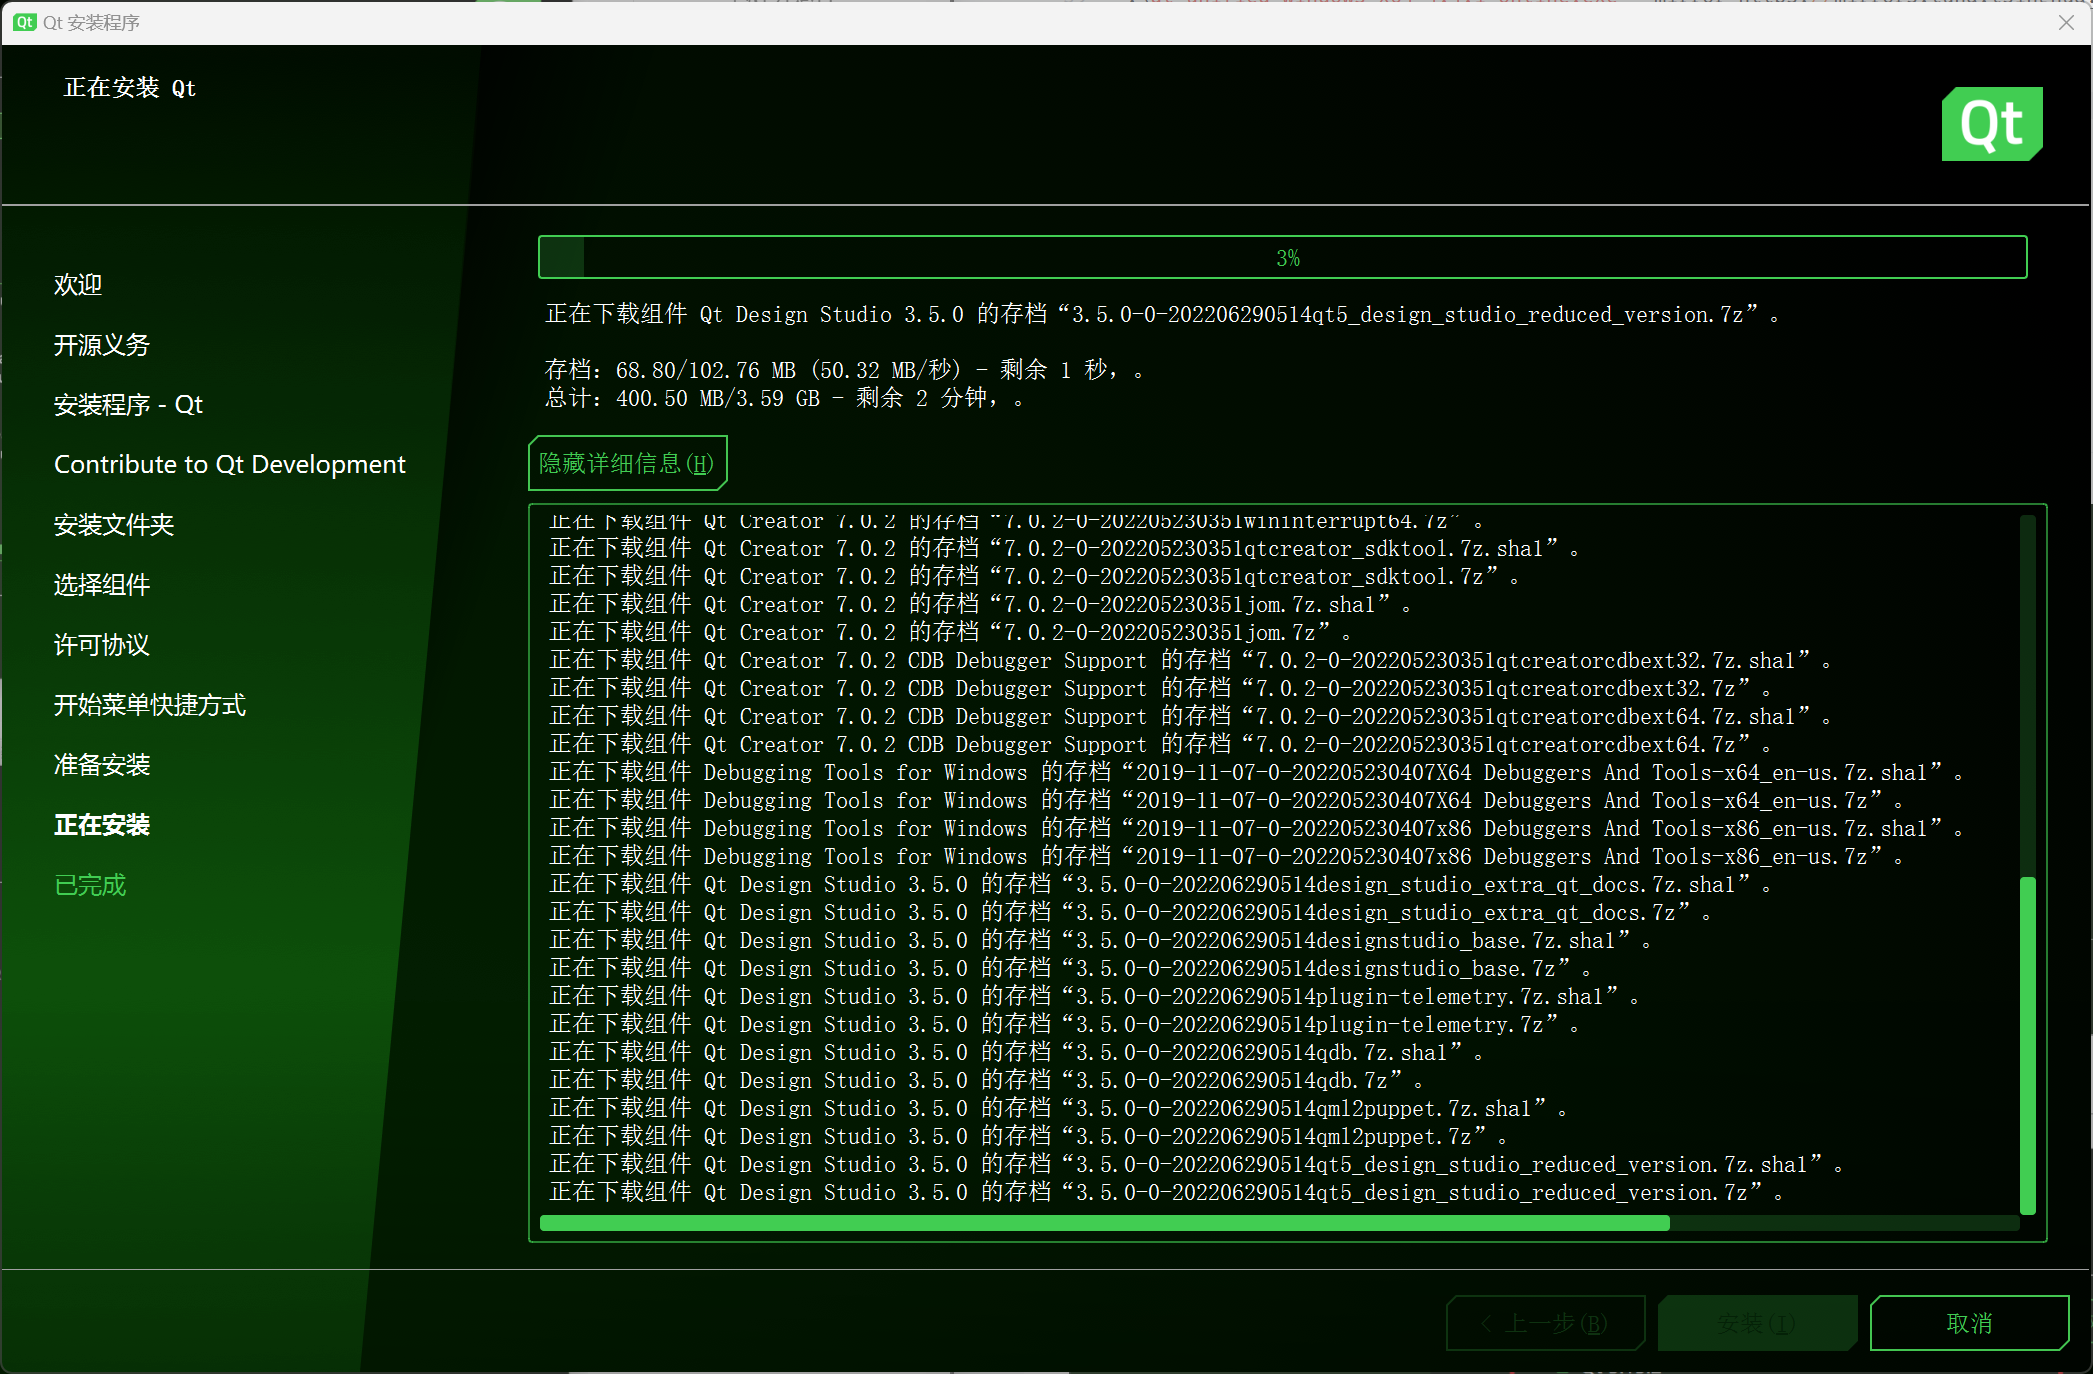 Qt 安装程序
正在安装 Qt
Qt
欢迎
开源义务
安装程序 - Qt
Contribute to Qt Development
安装文件夹
选择组件
许可协议
开始菜单快捷方式
准备安装
正在安装
已完成
3%
正在下载组件 Qt Design Studio 3.5.0 的存档“3.5.0-0-202206290514qt5_design_studio_reduced_version.7z”。
存档：68.80/102.76 MB (50.32 MB/秒) - 剩余 1 秒，。
总计：400.50 MB/3.59 GB - 剩余 2 分钟，。
隐藏详细信息(H)
正在下载组件 Qt Creator 7.0.2 的存档“7.0.2-0-202205230351wininterrupt64.7z”。
正在下载组件 Qt Creator 7.0.2 的存档“7.0.2-0-202205230351qtcreator_sdktool.7z.sha1”。
正在下载组件 Qt Creator 7.0.2 的存档“7.0.2-0-202205230351qtcreator_sdktool.7z”。
正在下载组件 Qt Creator 7.0.2 的存档“7.0.2-0-202205230351jom.7z.sha1”。
正在下载组件 Qt Creator 7.0.2 的存档“7.0.2-0-202205230351jom.7z”。
正在下载组件 Qt Creator 7.0.2 CDB Debugger Support 的存档“7.0.2-0-202205230351qtcreatorcdbext32.7z.sha1”。
正在下载组件 Qt Creator 7.0.2 CDB Debugger Support 的存档“7.0.2-0-202205230351qtcreatorcdbext32.7z”。
正在下载组件 Qt Creator 7.0.2 CDB Debugger Support 的存档“7.0.2-0-202205230351qtcreatorcdbext64.7z.sha1”。
正在下载组件 Qt Creator 7.0.2 CDB Debugger Support 的存档“7.0.2-0-202205230351qtcreatorcdbext64.7z”。
正在下载组件 Debugging Tools for Windows 的存档“2019-11-07-0-202205230407X64 Debuggers And Tools-x64_en-us.7z.sha1”。
正在下载组件 Debugging Tools for Windows 的存档“2019-11-07-0-202205230407X64 Debuggers And Tools-x64_en-us.7z”。
正在下载组件 Debugging Tools for Windows 的存档“2019-11-07-0-202205230407x86 Debuggers And Tools-x86_en-us.7z.sha1”。
正在下载组件 Debugging Tools for Windows 的存档“2019-11-07-0-202205230407x86 Debuggers And Tools-x86_en-us.7z”。
正在下载组件 Qt Design Studio 3.5.0 的存档“3.5.0-0-202206290514design_studio_extra_qt_docs.7z.sha1”。
正在下载组件 Qt Design Studio 3.5.0 的存档“3.5.0-0-202206290514design_studio_extra_qt_docs.7z”。
正在下载组件 Qt Design Studio 3.5.0 的存档“3.5.0-0-202206290514designstudio_base.7z.sha1”。
正在下载组件 Qt Design Studio 3.5.0 的存档“3.5.0-0-202206290514designstudio_base.7z”。
正在下载组件 Qt Design Studio 3.5.0 的存档“3.5.0-0-202206290514plugin-telemetry.7z.sha1”。
正在下载组件 Qt Design Studio 3.5.0 的存档“3.5.0-0-202206290514plugin-telemetry.7z”。
正在下载组件 Qt Design Studio 3.5.0 的存档“3.5.0-0-202206290514qdb.7z.sha1”。
正在下载组件 Qt Design Studio 3.5.0 的存档“3.5.0-0-202206290514qdb.7z”。
正在下载组件 Qt Design Studio 3.5.0 的存档“3.5.0-0-202206290514qml2puppet.7z.sha1”。
正在下载组件 Qt Design Studio 3.5.0 的存档“3.5.0-0-202206290514qml2puppet.7z”。
正在下载组件 Qt Design Studio 3.5.0 的存档“3.5.0-0-202206290514qt5_design_studio_reduced_version.7z.sha1”。
正在下载组件 Qt Design Studio 3.5.0 的存档“3.5.0-0-202206290514qt5_design_studio_reduced_version.7z”。
< 上一步(B)
安装(I)
取消